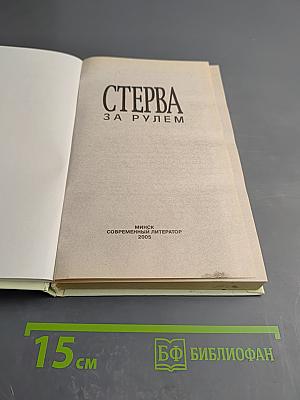 СТЕРВА
ЗА РУЛЕМ
МИНСК
СОВРЕМЕННЫЙ ЛИТЕРАТОР
2005
15 см
БФ БИБЛИОФАН